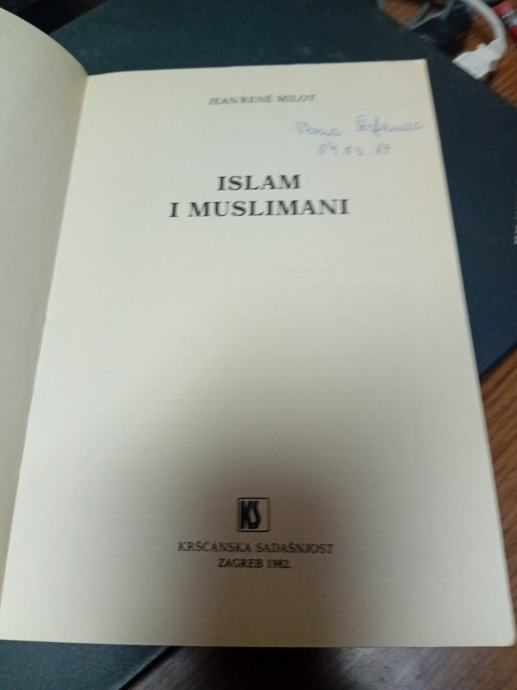 JEAN-RENÉ MILOT
ISLAM
I MUSLIMANI
KS
KRŠĆANSKA SADAŠNJOST
ZAGREB 1982.